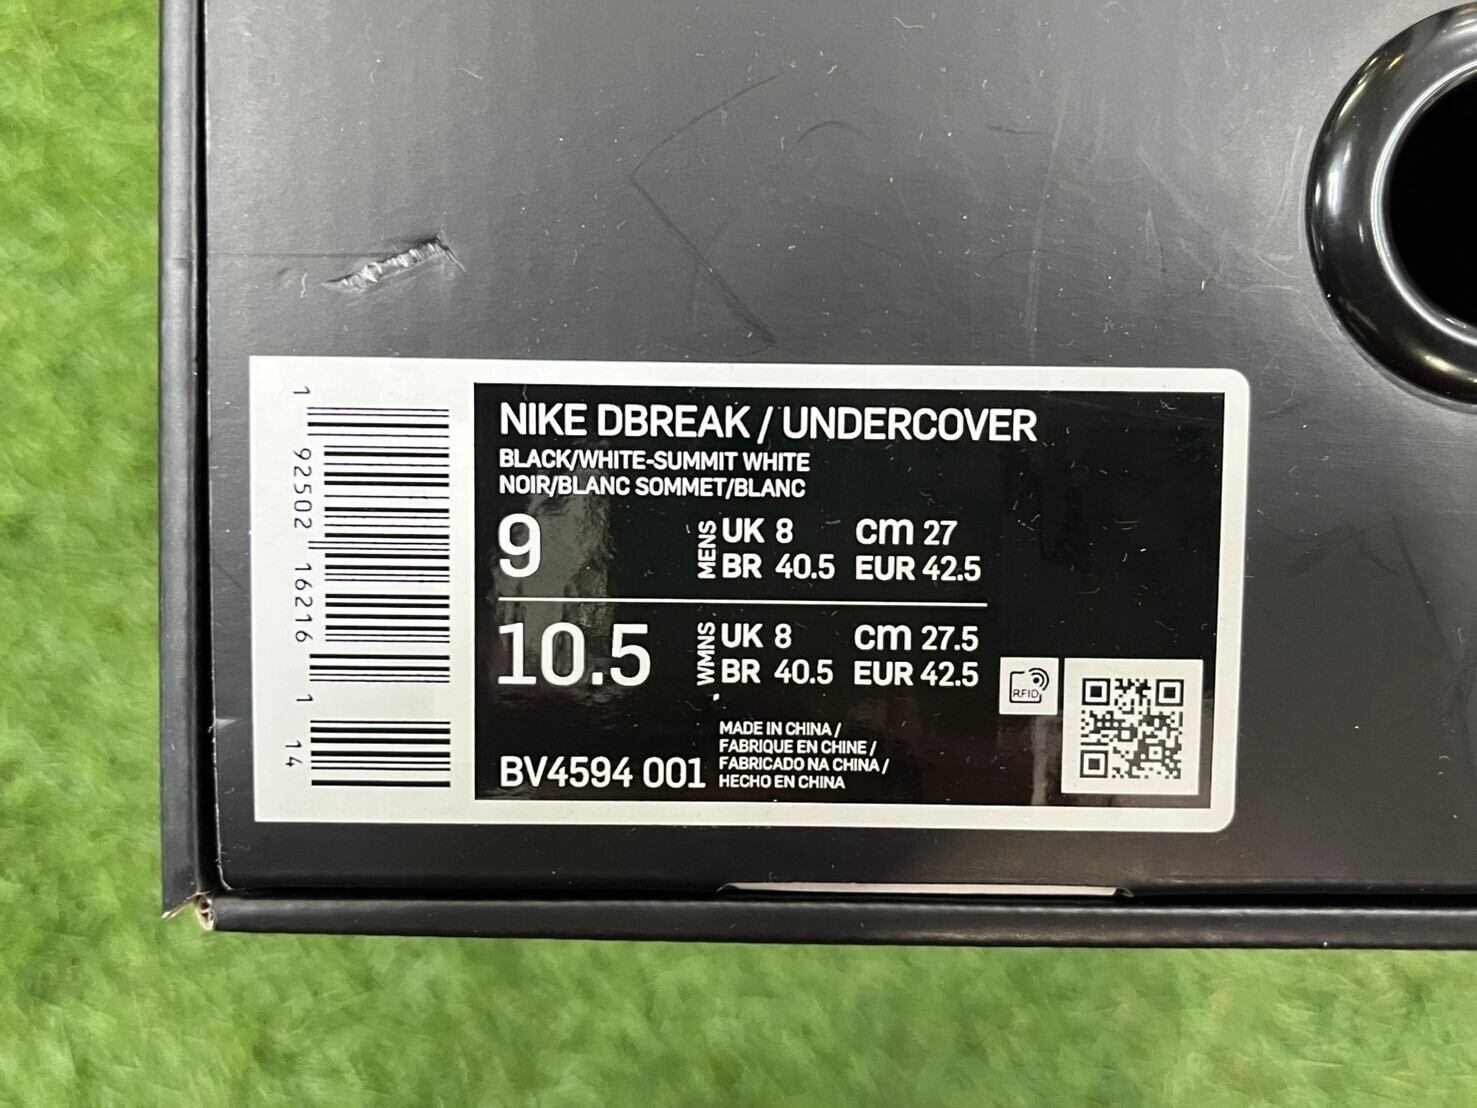 NIKE DBREAK / UNDERCOVER
BLACK/WHITE-SUMMIT WHITE
NOIR/BLANC SOMMET/BLANC
9 MENS UK 8 CM 27
BR 40.5 EUR 42.5
10.5 WMNS UK 8 CM 27.5
BR 40.5 EUR 42.5
RFID
BV4594 001
MADE IN CHINA /
FABRIQUE EN CHINE /
FABRICADO NA CHINA /
HECHO EN CHINA
1 92502 16216 1 14